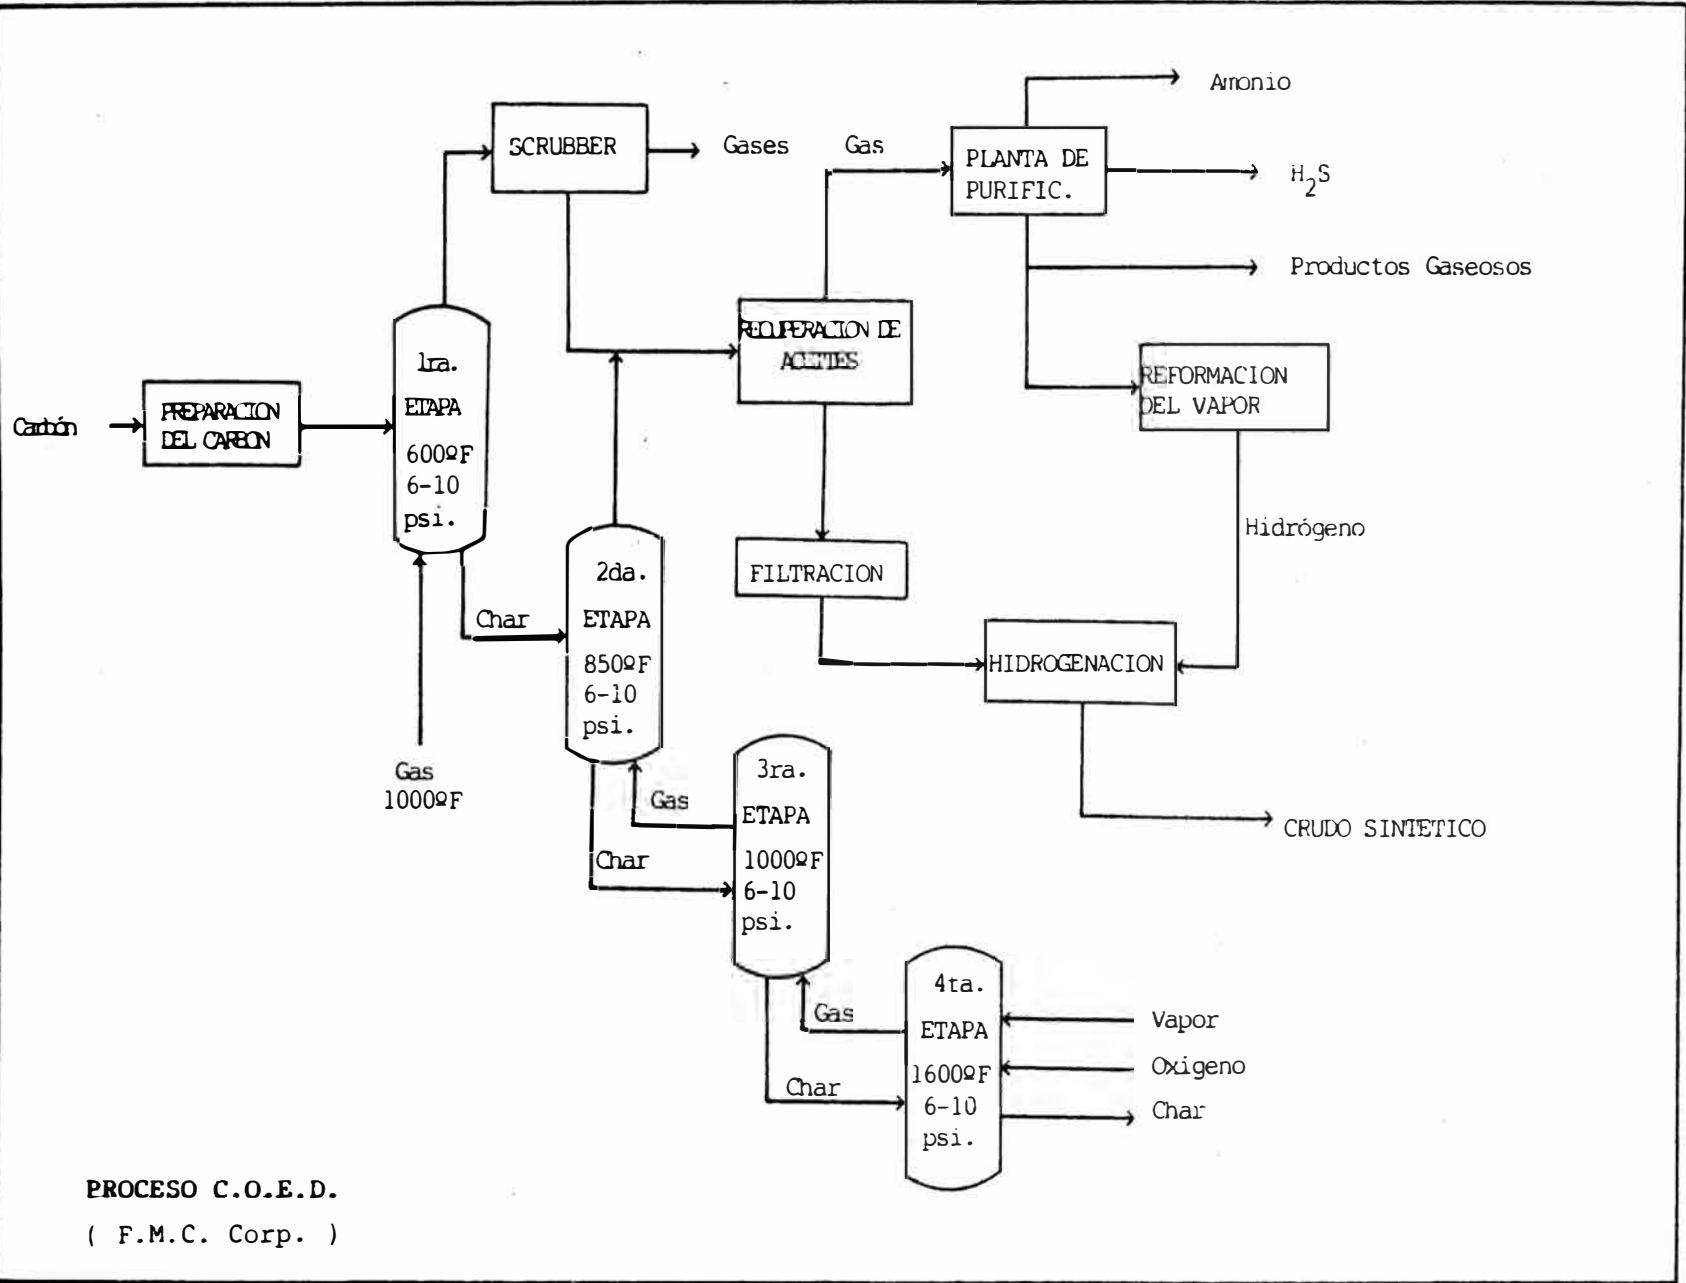 Amonio
SCRUBBER
Gases
Gas
PLANTA DE
PURIFIC.
H2S
Productos Gaseosos
RECUPERACION DE
ACEITES
1ra.
ETAPA
600ºF
6-10
psi.
REFORMACION
DEL VAPOR
Carbón
PREPARACION
DEL CARBON
Hidrógeno
2da.
ETAPA
850ºF
6-10
psi.
FILTRACION
Char
HIDROGENACION
Gas
1000ºF
3ra.
ETAPA
1000ºF
6-10
psi.
Gas
Char
CRUDO SINTETICO
4ta.
ETAPA
1600ºF
6-10
psi.
Gas
Char
Vapor
Oxigeno
Char
PROCESO C.O.E.D.
( F.M.C. Corp. )